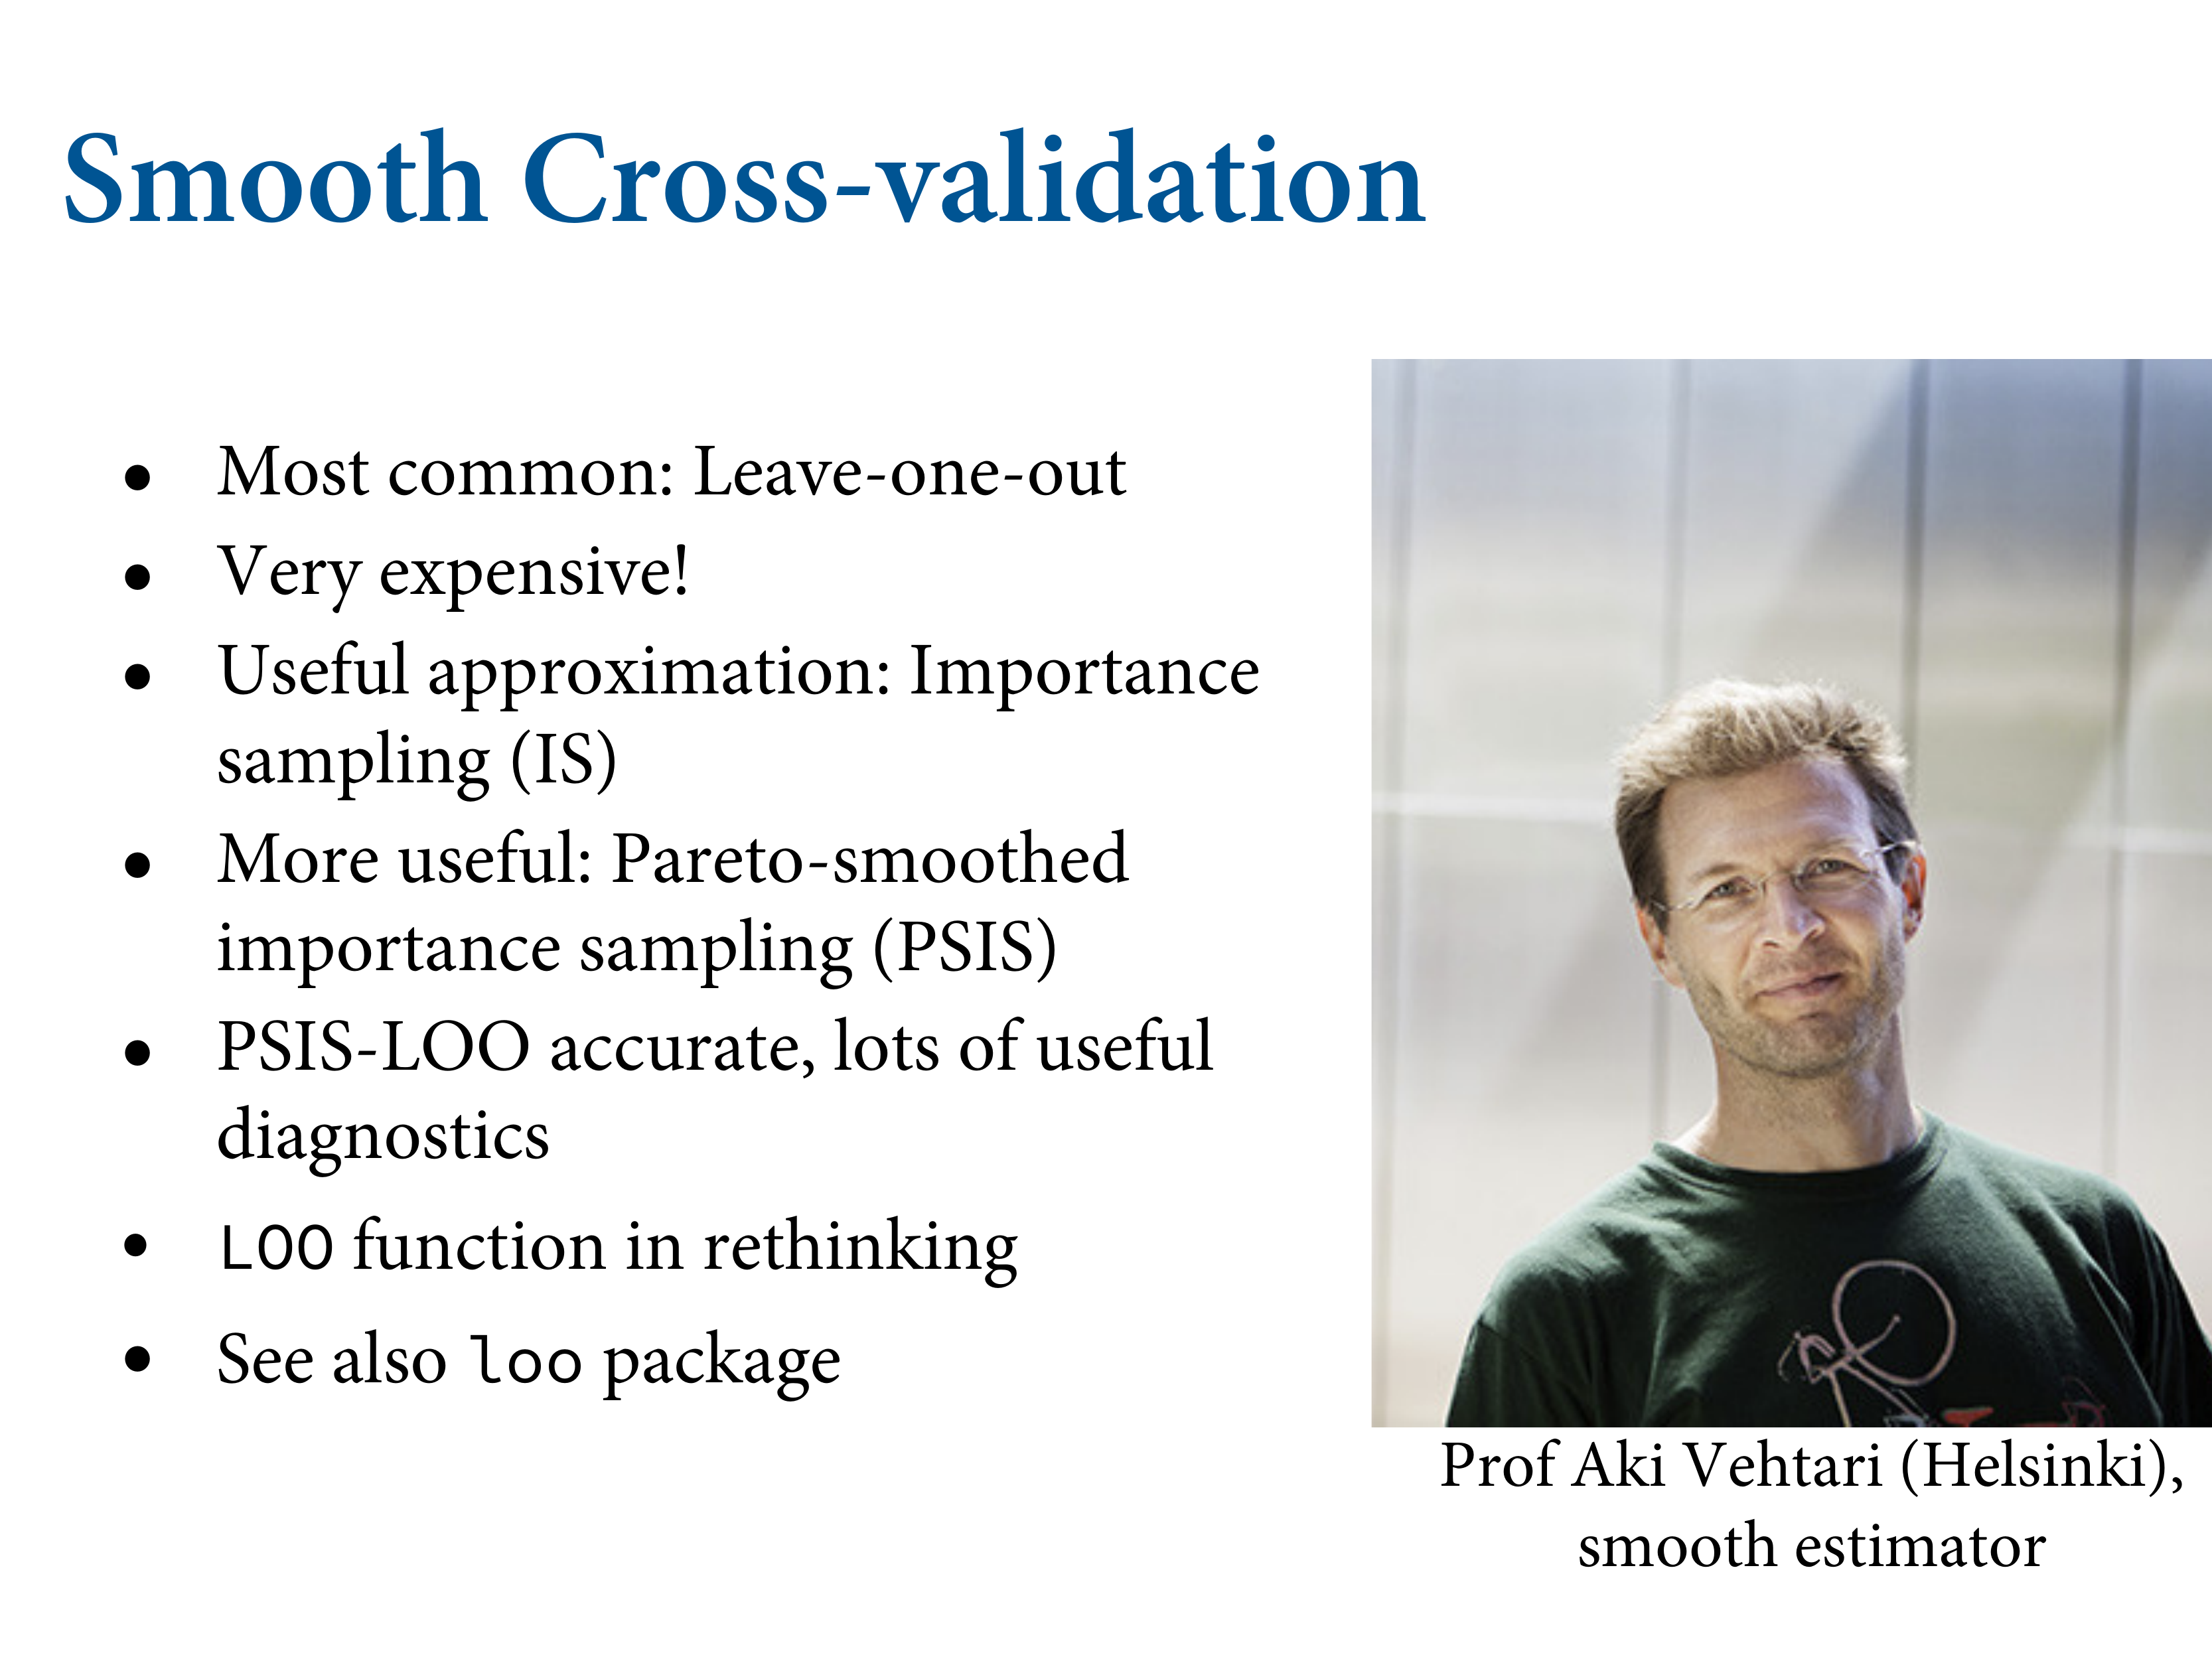 Smooth Cross-validation
• Most common: Leave-one-out
• Very expensive!
• Useful approximation: Importance
sampling (IS)
• More useful: Pareto-smoothed
importance sampling (PSIS)
• PSIS-LOO accurate, lots of useful
diagnostics
• LOO function in rethinking
• See also loo package
Prof Aki Vehtari (Helsinki),
smooth estimator